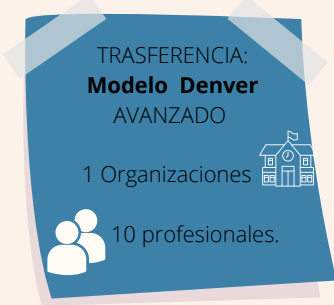 TRASFERENCIA:
Modelo Denver
AVANZADO
1 Organizaciones
10 profesionales.